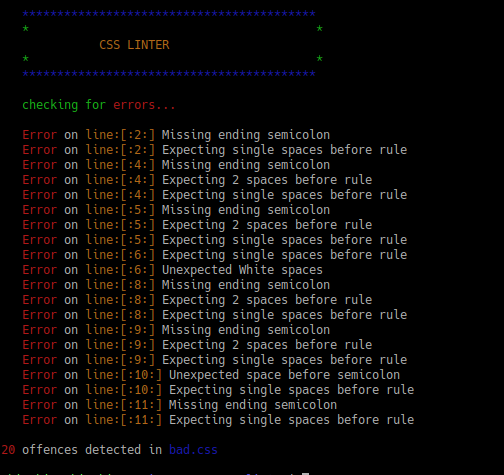 ******************************************
* *
CSS LINTER
* *
******************************************
checking for errors...
Error on line:[:2:] Missing ending semicolon
Error on line:[:2:] Expecting single spaces before rule
Error on line:[:4:] Missing ending semicolon
Error on line:[:4:] Expecting 2 spaces before rule
Error on line:[:4:] Expecting single spaces before rule
Error on line:[:5:] Missing ending semicolon
Error on line:[:5:] Expecting 2 spaces before rule
Error on line:[:5:] Expecting single spaces before rule
Error on line:[:6:] Expecting single spaces before rule
Error on line:[:6:] Unexpected White spaces
Error on line:[:8:] Missing ending semicolon
Error on line:[:8:] Expecting 2 spaces before rule
Error on line:[:8:] Expecting single spaces before rule
Error on line:[:9:] Missing ending semicolon
Error on line:[:9:] Expecting 2 spaces before rule
Error on line:[:9:] Expecting single spaces before rule
Error on line:[:10:] Unexpected space before semicolon
Error on line:[:10:] Expecting single spaces before rule
Error on line:[:11:] Missing ending semicolon
Error on line:[:11:] Expecting single spaces before rule
20 offences detected in bad.css